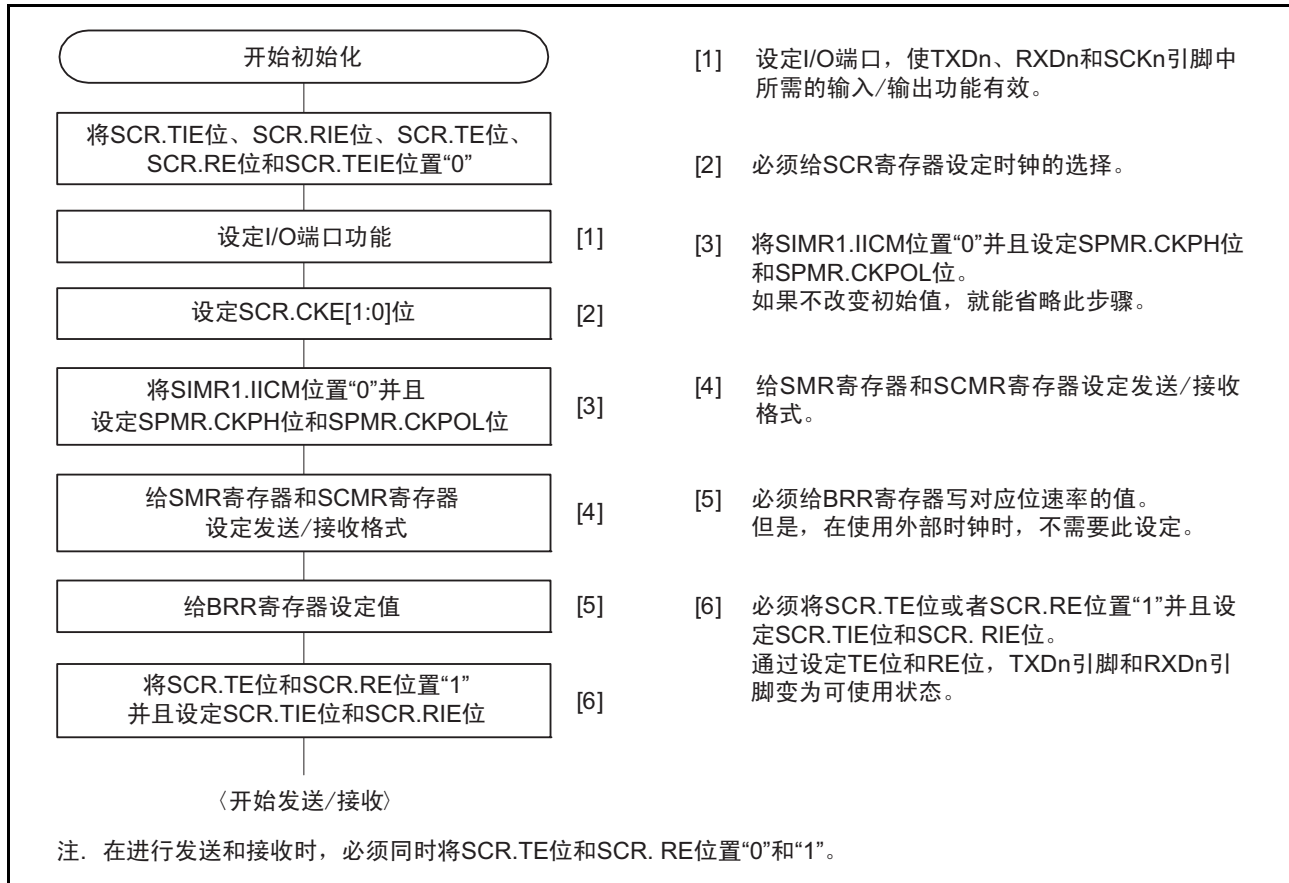 开始初始化
将SCR.TIE位、SCR.RIE位、SCR.TE位、
SCR.RE位和SCR.TEIE位置“0”
设定I/O端口功能
[1]
设定SCR.CKE[1:0]位
[2]
将SIMR1.IICM位置“0”并且
设定SPMR.CKPH位和SPMR.CKPOL位
[3]
给SMR寄存器和SCMR寄存器
设定发送/接收格式
[4]
给BRR寄存器设定值
[5]
将SCR.TE位和SCR.RE位置“1”
并且设定SCR.TIE位和SCR.RIE位
[6]
〈开始发送/接收〉
[1] 设定I/O端口，使TXDn、RXDn和SCKn引脚中
所需的输入/输出功能有效。
[2] 必须给SCR寄存器设定时钟的选择。
[3] 将SIMR1.IICM位置“0”并且设定SPMR.CKPH位
和SPMR.CKPOL位。
如果不改变初始值，就能省略此步骤。
[4] 给SMR寄存器和SCMR寄存器设定发送/接收
格式。
[5] 必须给BRR寄存器写对应位速率的值。
但是，在使用外部时钟时，不需要此设定。
[6] 必须将SCR.TE位或者SCR.RE位置“1”并且设
定SCR.TIE位和SCR. RIE位。
通过设定TE位和RE位，TXDn引脚和RXDn引
脚变为可使用状态。
注. 在进行发送和接收时，必须同时将SCR.TE位和SCR. RE位置“0”和“1”。